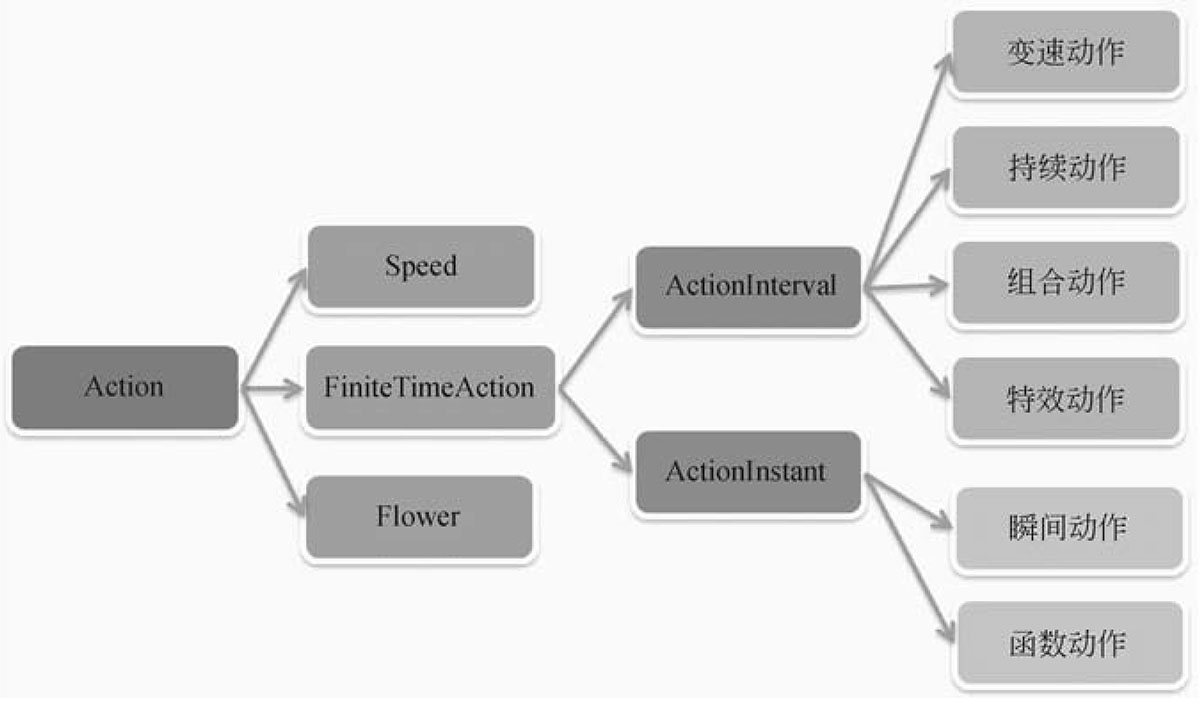 Action
Speed
FiniteTimeAction
Flower
ActionInterval
ActionInstant
变速动作
持续动作
组合动作
特效动作
瞬间动作
函数动作